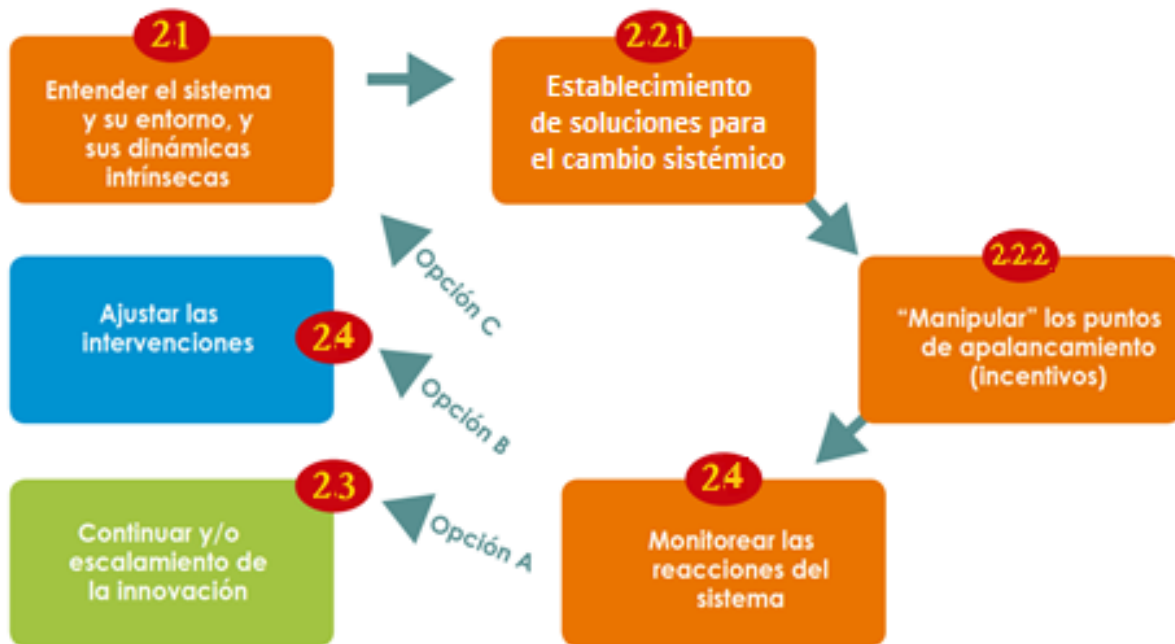 2.1
Entender el sistema
y su entorno, y
sus dinámicas
intrínsecas
2.2.1
Establecimiento
de soluciones para
el cambio sistémico
2.2.2
“Manipular” los puntos
de apalancamiento
(incentivos)
2.4
Monitorear las
reacciones del
sistema
Opción C
Opción B
Opción A
Ajustar las
intervenciones
2.4
2.3
Continuar y/o
escalamiento de
la innovación